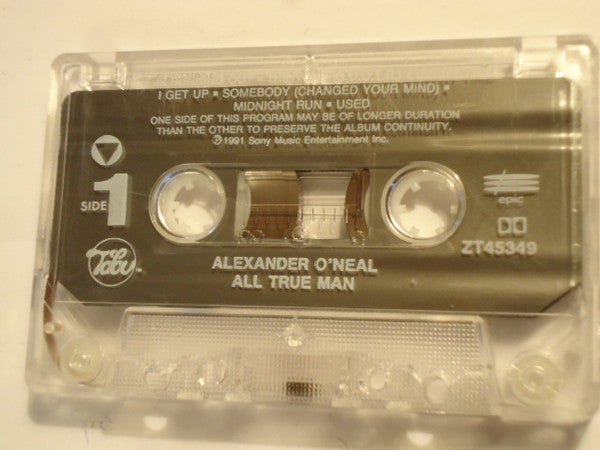 I GET UP ▪ SOMEBODY (CHANGED YOUR MIND) ▪
MIDNIGHT RUN ▪ USED
ONE SIDE OF THIS PROGRAM MAY BE OF LONGER DURATION
THAN THE OTHER TO PRESERVE THE ALBUM CONTINUITY.
℗1991 Sony Music Entertainment Inc.
SIDE 1
epic
Tabu
ZT45349
ALEXANDER O'NEAL
ALL TRUE MAN